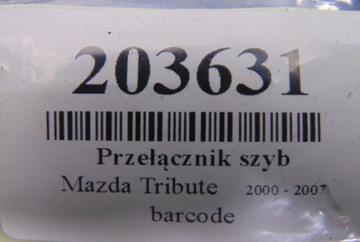 203631
Przełącznik szyb
Mazda Tribute 2000 - 2007
barcode